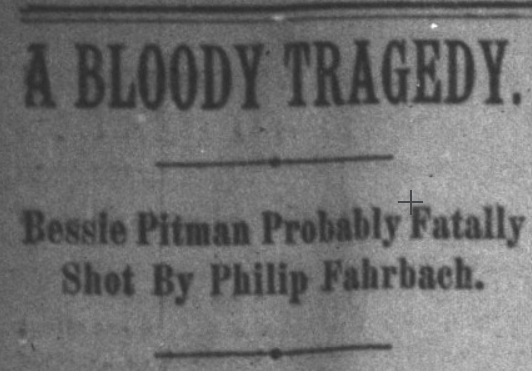 A BLOODY TRAGEDY.
Bessie Pitman Probably Fatally
Shot By Philip Fahrbach.